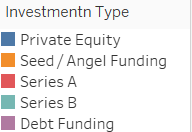 Investmentn Type
Private Equity
Seed / Angel Funding
Series A
Series B
Debt Funding